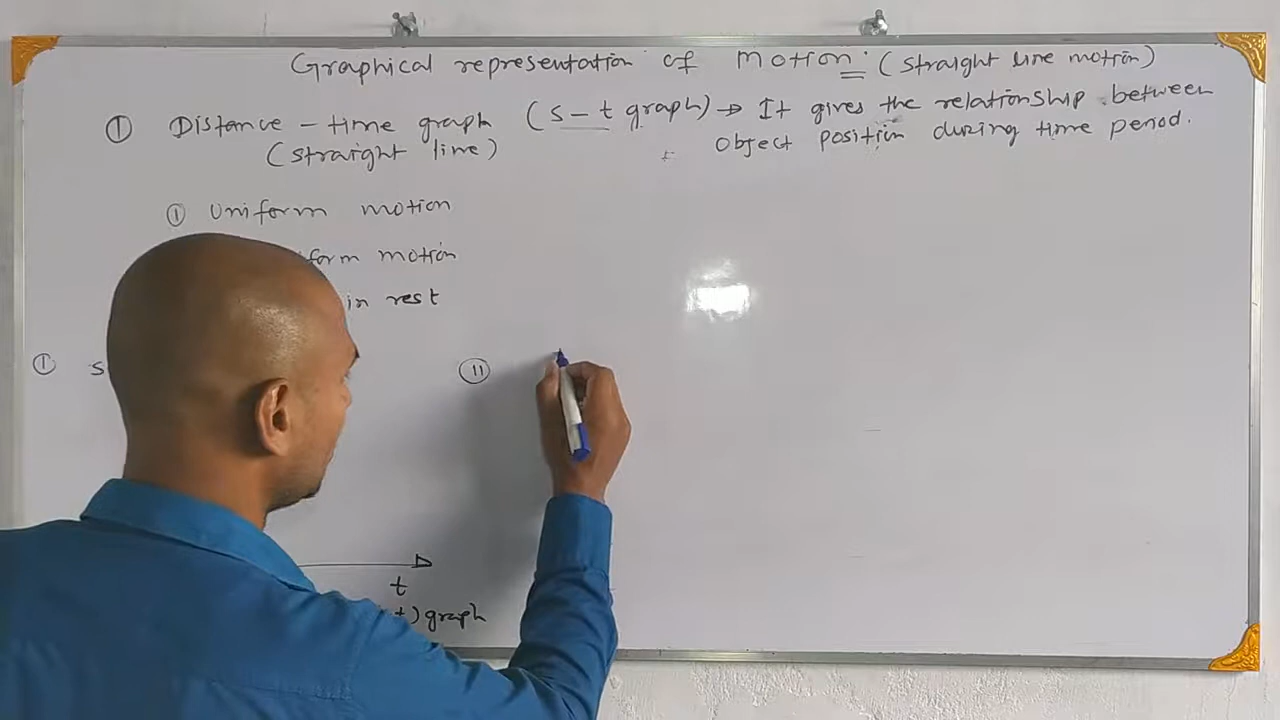 Graphical representation of Motion: (straight line motion)
① Distance - time graph (s - t graph) → It gives the relationship between
(straight line) object position during time period.
① Uniform motion
form motion
in rest
① s ⑪
t
t) graph